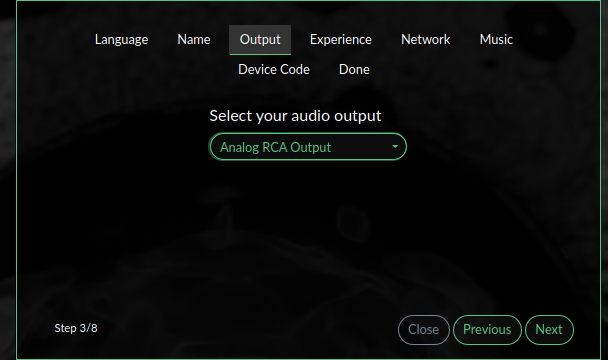 Language Name Output Experience Network Music
Device Code Done
Select your audio output
Analog RCA Output
Step 3/8 Close Previous Next